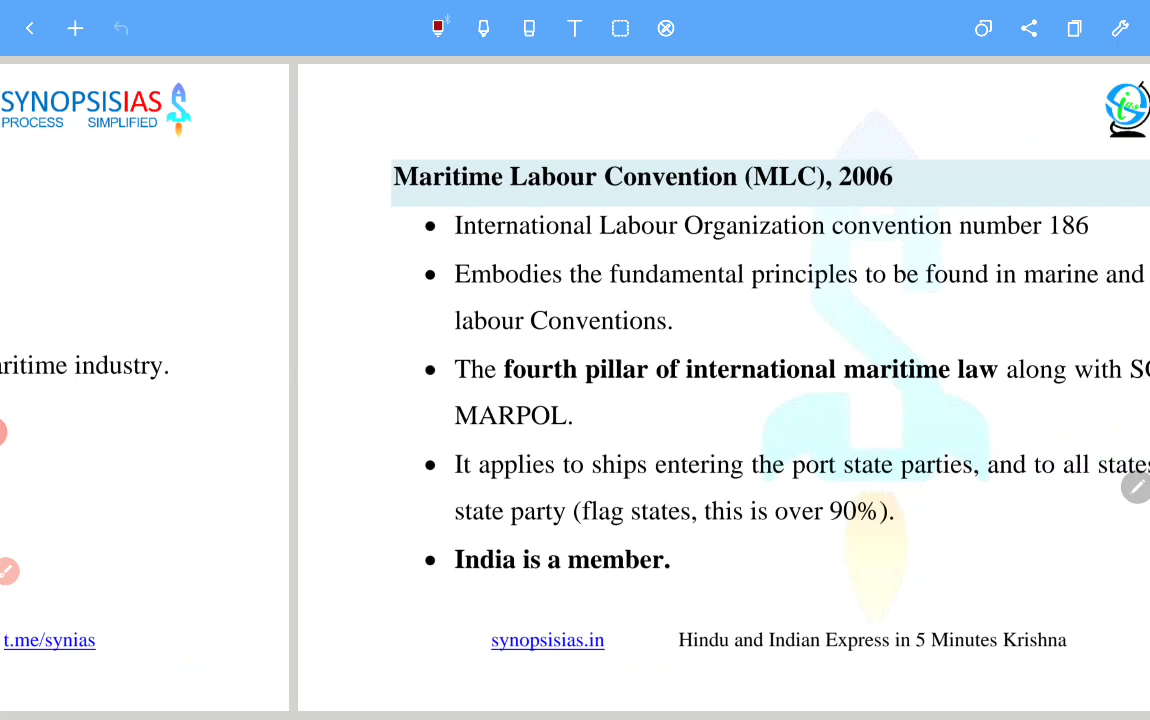 SYNOPSISIAS
PROCESS SIMPLIFIED
aritime industry.
t.me/synias
Maritime Labour Convention (MLC), 2006
• International Labour Organization convention number 186
• Embodies the fundamental principles to be found in marine and
labour Conventions.
• The fourth pillar of international maritime law along with SO
MARPOL.
• It applies to ships entering the port state parties, and to all states
state party (flag states, this is over 90%).
• India is a member.
synopsisias.in Hindu and Indian Express in 5 Minutes Krishna